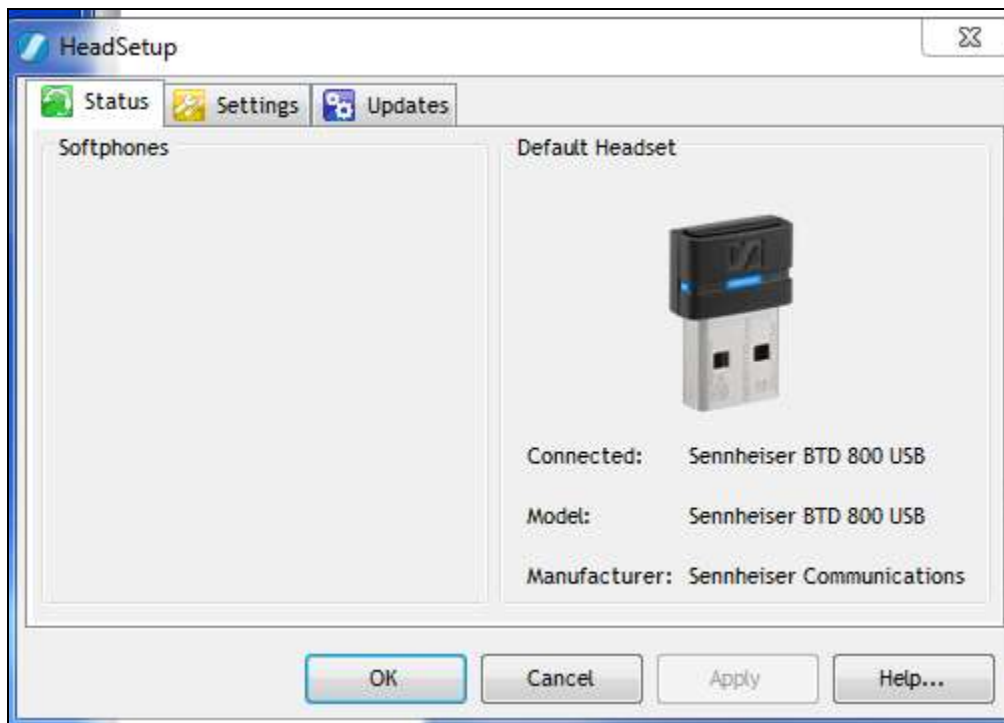 HeadSetup
Status Settings Updates
Softphones
Default Headset
Connected: Sennheiser BTD 800 USB
Model: Sennheiser BTD 800 USB
Manufacturer: Sennheiser Communications
OK Cancel Apply Help...